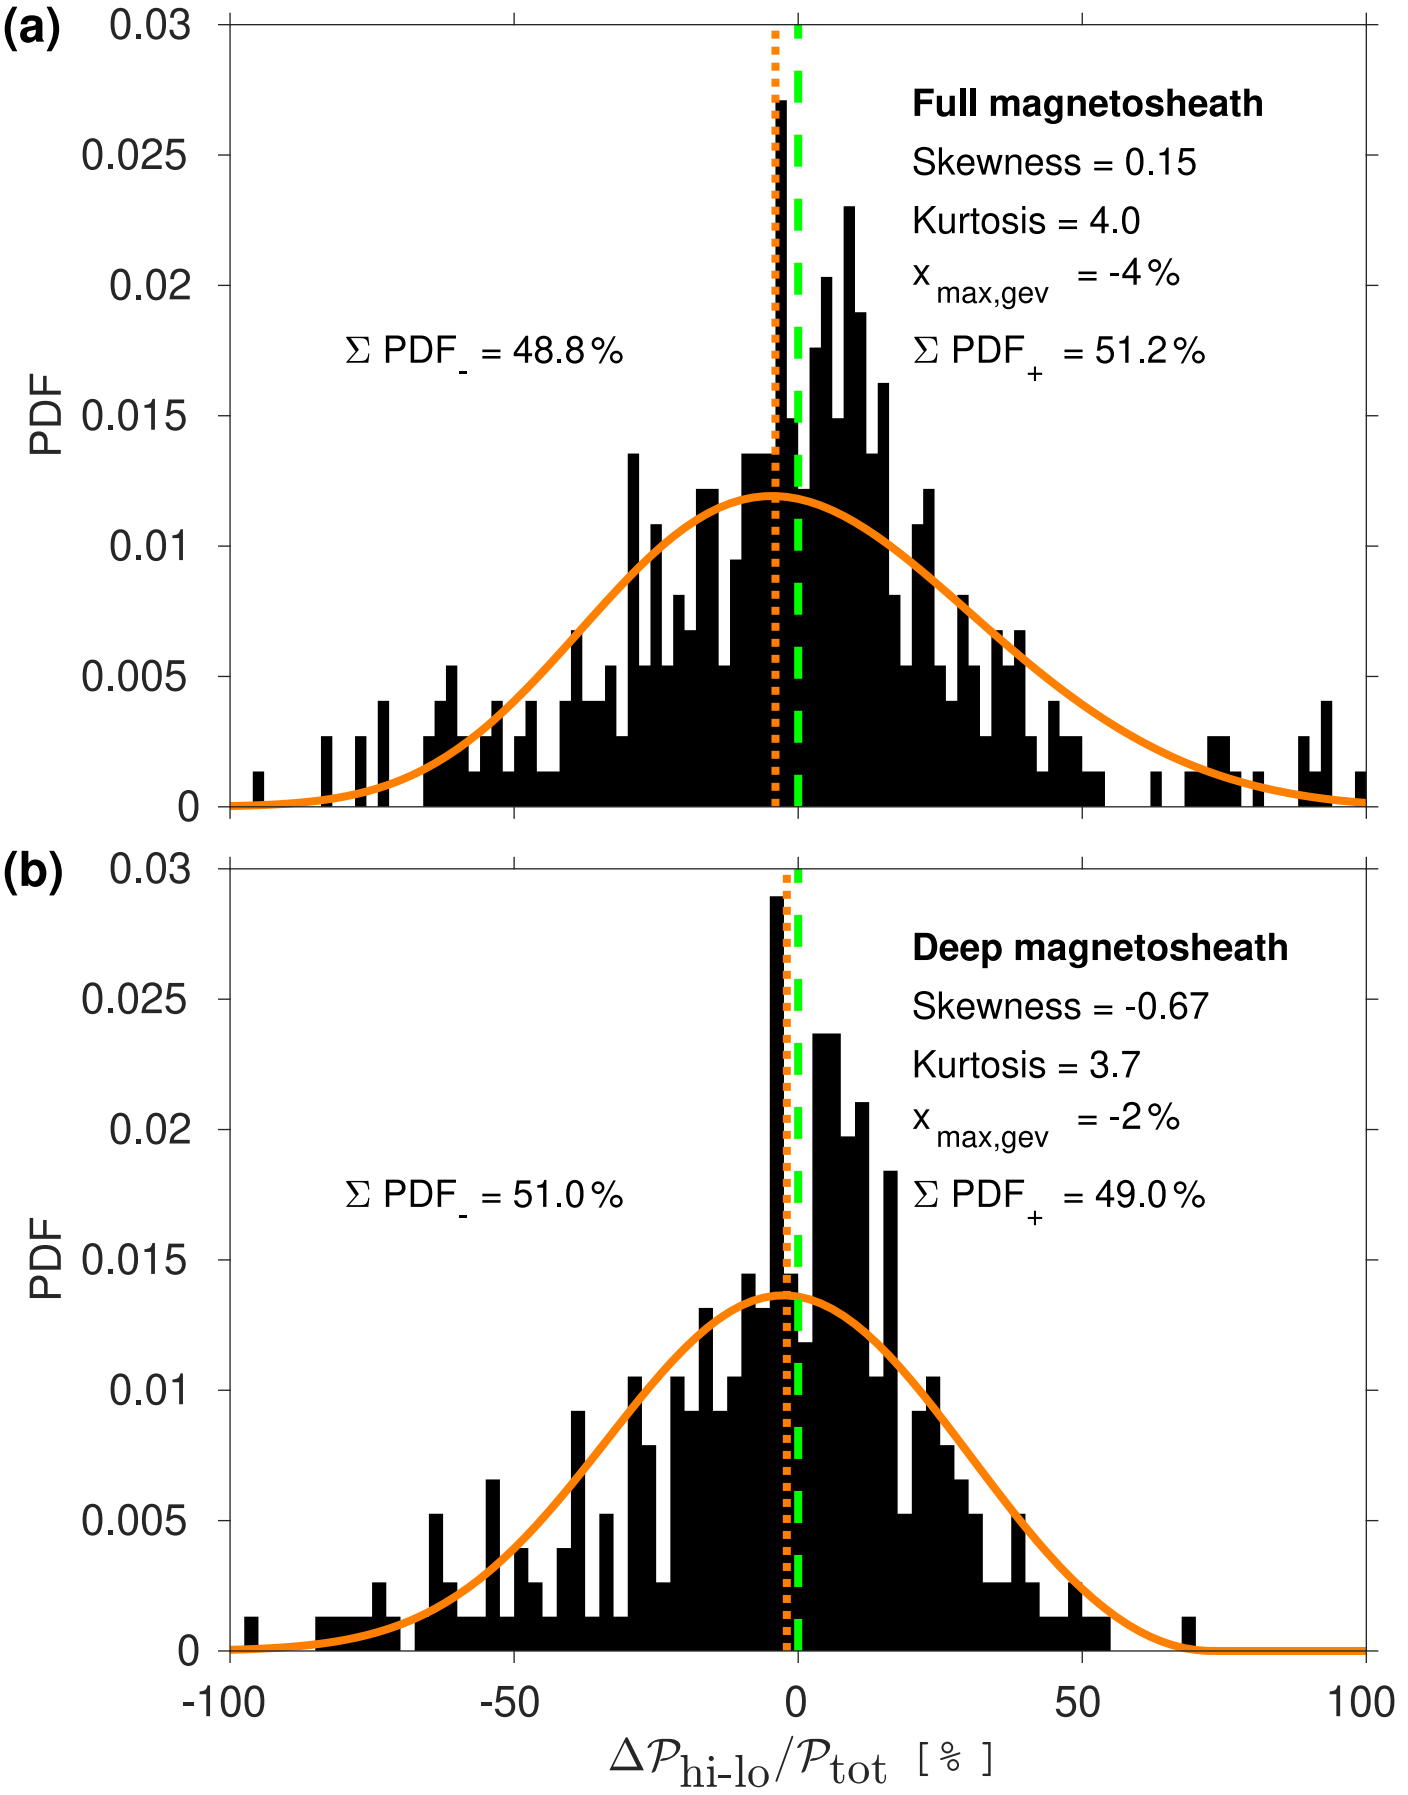 (a)
0.03
0.025
0.02
0.015
0.01
0.005
0
PDF
Full magnetosheath
Skewness = 0.15
Kurtosis = 4.0
x max,gev = -4%
Σ PDF- = 48.8%
Σ PDF+ = 51.2%
(b)
0.03
0.025
0.02
0.015
0.01
0.005
0
PDF
Deep magnetosheath
Skewness = -0.67
Kurtosis = 3.7
x max,gev = -2%
Σ PDF- = 51.0%
Σ PDF+ = 49.0%
-100 -50 0 50 100
Δ𝒫hi-lo/𝒫tot [%]